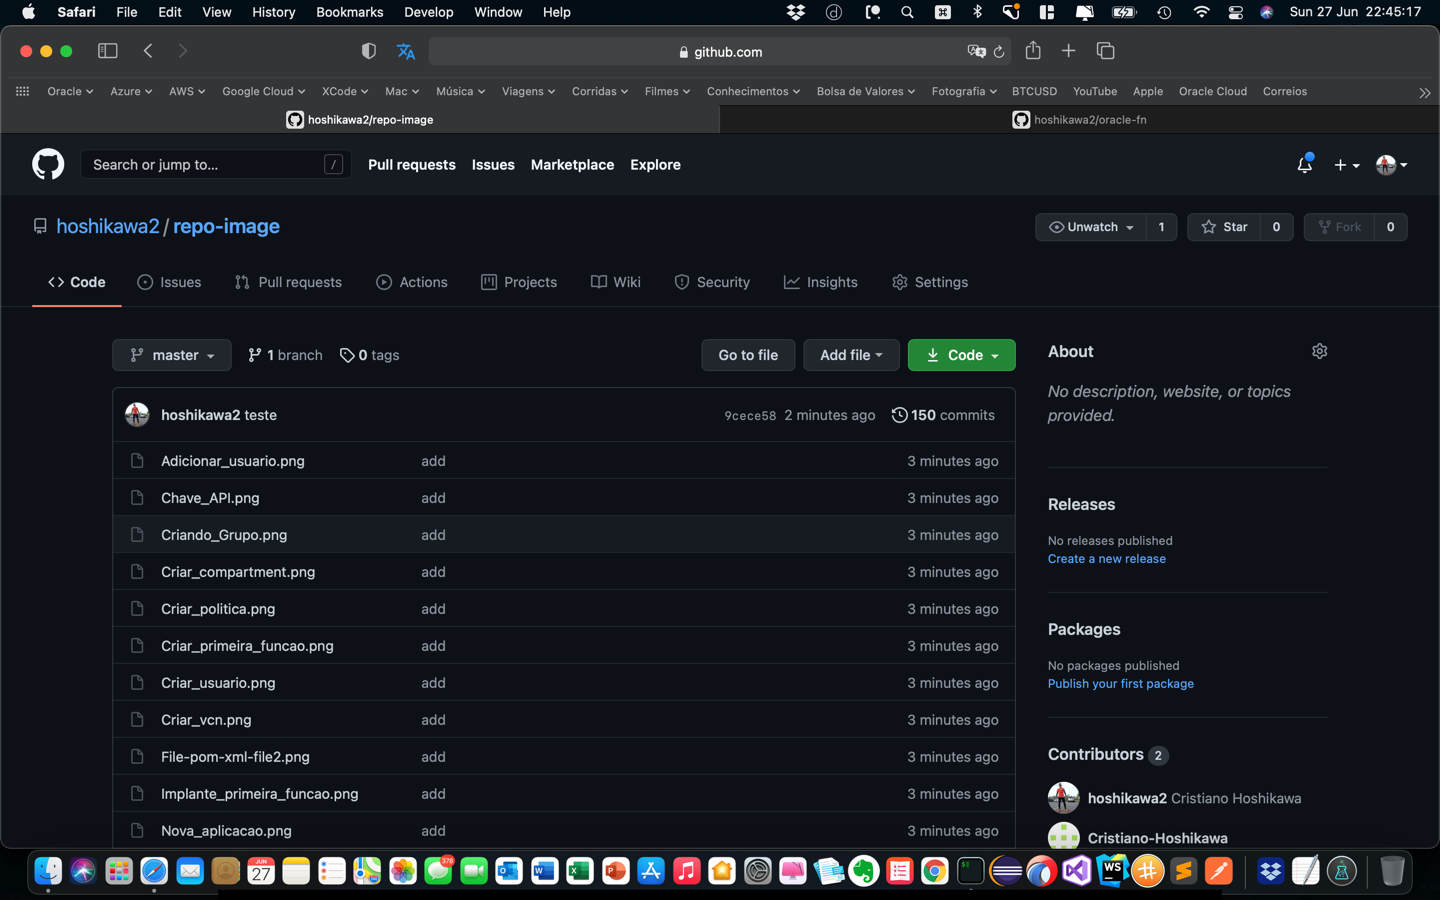 Safari File Edit View History Bookmarks Develop Window Help Sun 27 Jun 22:45:17
github.com
Oracle Azure AWS Google Cloud XCode Mac Música Viagens Corridas Filmes Conhecimentos Bolsa de Valores Fotografia BTCUSD YouTube Apple Oracle Cloud Correios
hoshikawa2/repo-image hoshikawa2/oracle-fn
Search or jump to... / Pull requests Issues Marketplace Explore
hoshikawa2 / repo-image Unwatch 1 Star 0 Fork 0
Code Issues Pull requests Actions Projects Wiki Security Insights Settings
master 1 branch 0 tags Go to file Add file Code
hoshikawa2 teste 9cece58 2 minutes ago 150 commits
Adicionar_usuario.png add 3 minutes ago
Chave_API.png add 3 minutes ago
Criando_Grupo.png add 3 minutes ago
Criar_compartment.png add 3 minutes ago
Criar_politica.png add 3 minutes ago
Criar_primeira_funcao.png add 3 minutes ago
Criar_usuario.png add 3 minutes ago
Criar_vcn.png add 3 minutes ago
File-pom-xml-file2.png add 3 minutes ago
Implante_primeira_funcao.png add 3 minutes ago
Nova_aplicacao.png add 3 minutes ago
About
No description, website, or topics
provided.
Releases
No releases published
Create a new release
Packages
No packages published
Publish your first package
Contributors 2
hoshikawa2 Cristiano Hoshikawa
Cristiano-Hoshikawa
JUN
27
376
WS